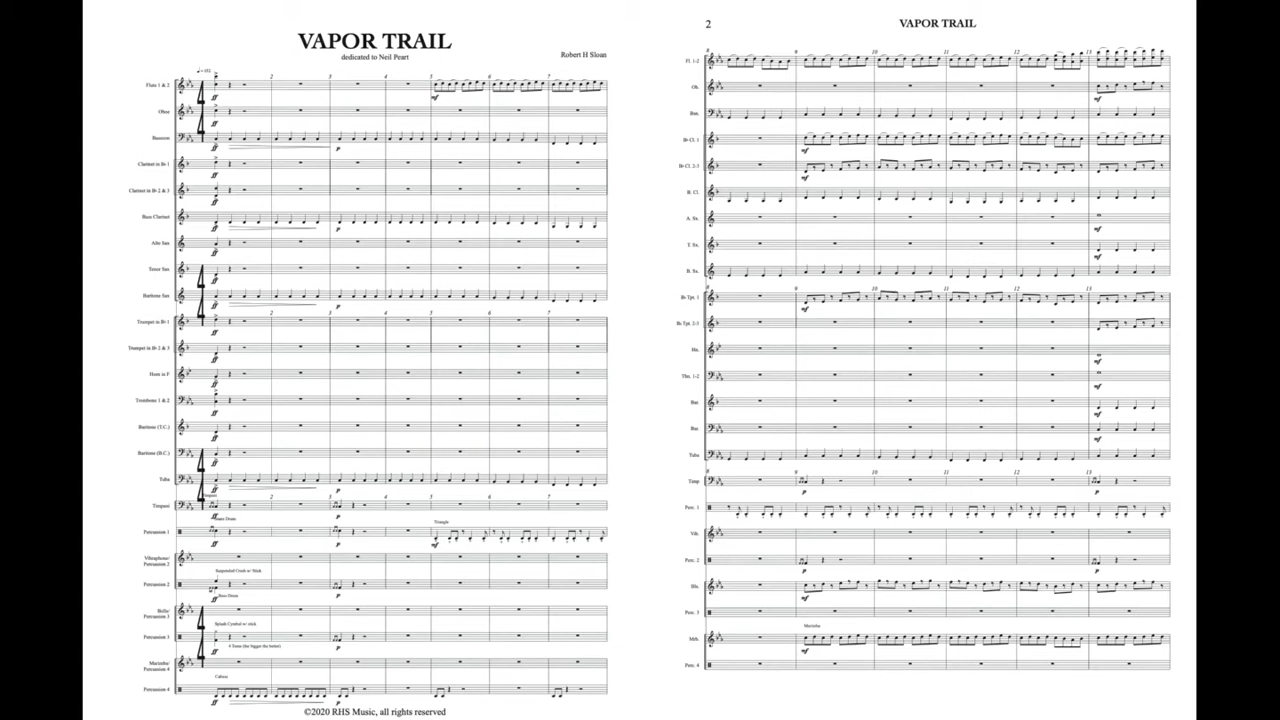 VAPOR TRAIL
dedicated to Neil Peart
Robert H Sloan
Flute 1 & 2
Oboe
Bassoon
Clarinet in B♭ 1
Clarinet in B♭ 2 & 3
Bass Clarinet
Alto Sax
Tenor Sax
Baritone Sax
Trumpet in B♭ 1
Trumpet in B♭ 2 & 3
Horn in F
Trombone 1 & 2
Baritone (T.C.)
Baritone (B.C.)
Tuba
Timpani
Timpani
Snare Drum
Percussion 1
Triangle
Vibraphone/
Percussion 2
Suspended Crash w/ Stick
Percussion 2
Bass Drum
Bells/
Percussion 3
Splash Cymbal w/ stick
Percussion 3
4 Toms (the bigger the better)
Marimba/
Percussion 4
Cabasa
Percussion 4
©2020 RHS Music, all rights reserved
2
VAPOR TRAIL
Fl. 1-2
Ob.
Bsn.
B♭ Cl. 1
B♭ Cl. 2-3
B. Cl.
A. Sx.
T. Sx.
B. Sx.
B♭ Tpt. 1
B♭ Tpt. 2-3
Hn.
Tbn. 1-2
Bar.
Bar.
Tuba
Timp.
Perc. 1
Vib.
Perc. 2
Bls.
Perc. 3
Marimba
Mrb.
Perc. 4